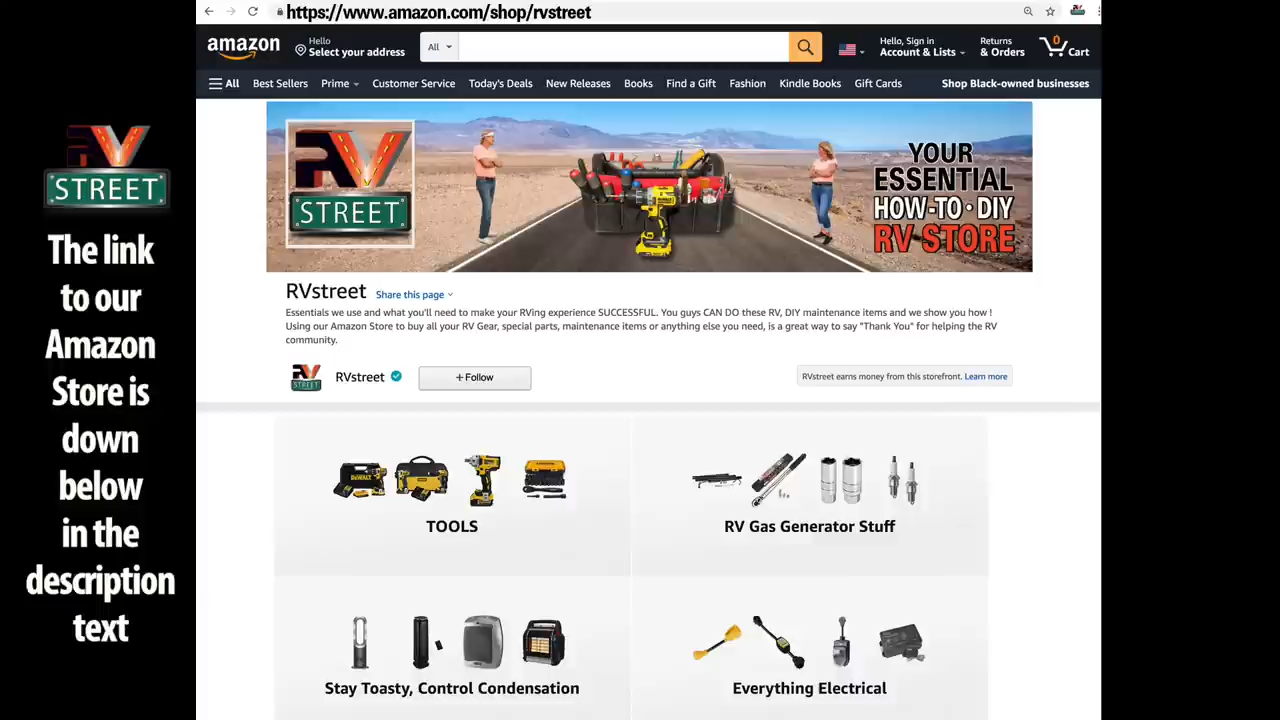 https://www.amazon.com/shop/rvstreet
amazon
Hello
Select your address
All
Hello, Sign in
Account & Lists
Returns
& Orders
0
Cart
All
Best Sellers
Prime
Customer Service
Today's Deals
New Releases
Books
Find a Gift
Fashion
Kindle Books
Gift Cards
Shop Black-owned businesses
RV
STREET
The link
to our
Amazon
Store is
down
below
in the
description
text
RV
STREET
YOUR
ESSENTIAL
HOW-TO • DIY
RV STORE
RVstreet
Share this page
Essentials we use and what you'll need to make your RVing experience SUCCESSFUL. You guys CAN DO these RV, DIY maintenance items and we show you how !
Using our Amazon Store to buy all your RV Gear, special parts, maintenance items or anything else you need, is a great way to say "Thank You" for helping the RV
community.
RV
STREET
RVstreet
+Follow
RVstreet earns money from this storefront. Learn more
TOOLS
RV Gas Generator Stuff
Stay Toasty, Control Condensation
Everything Electrical